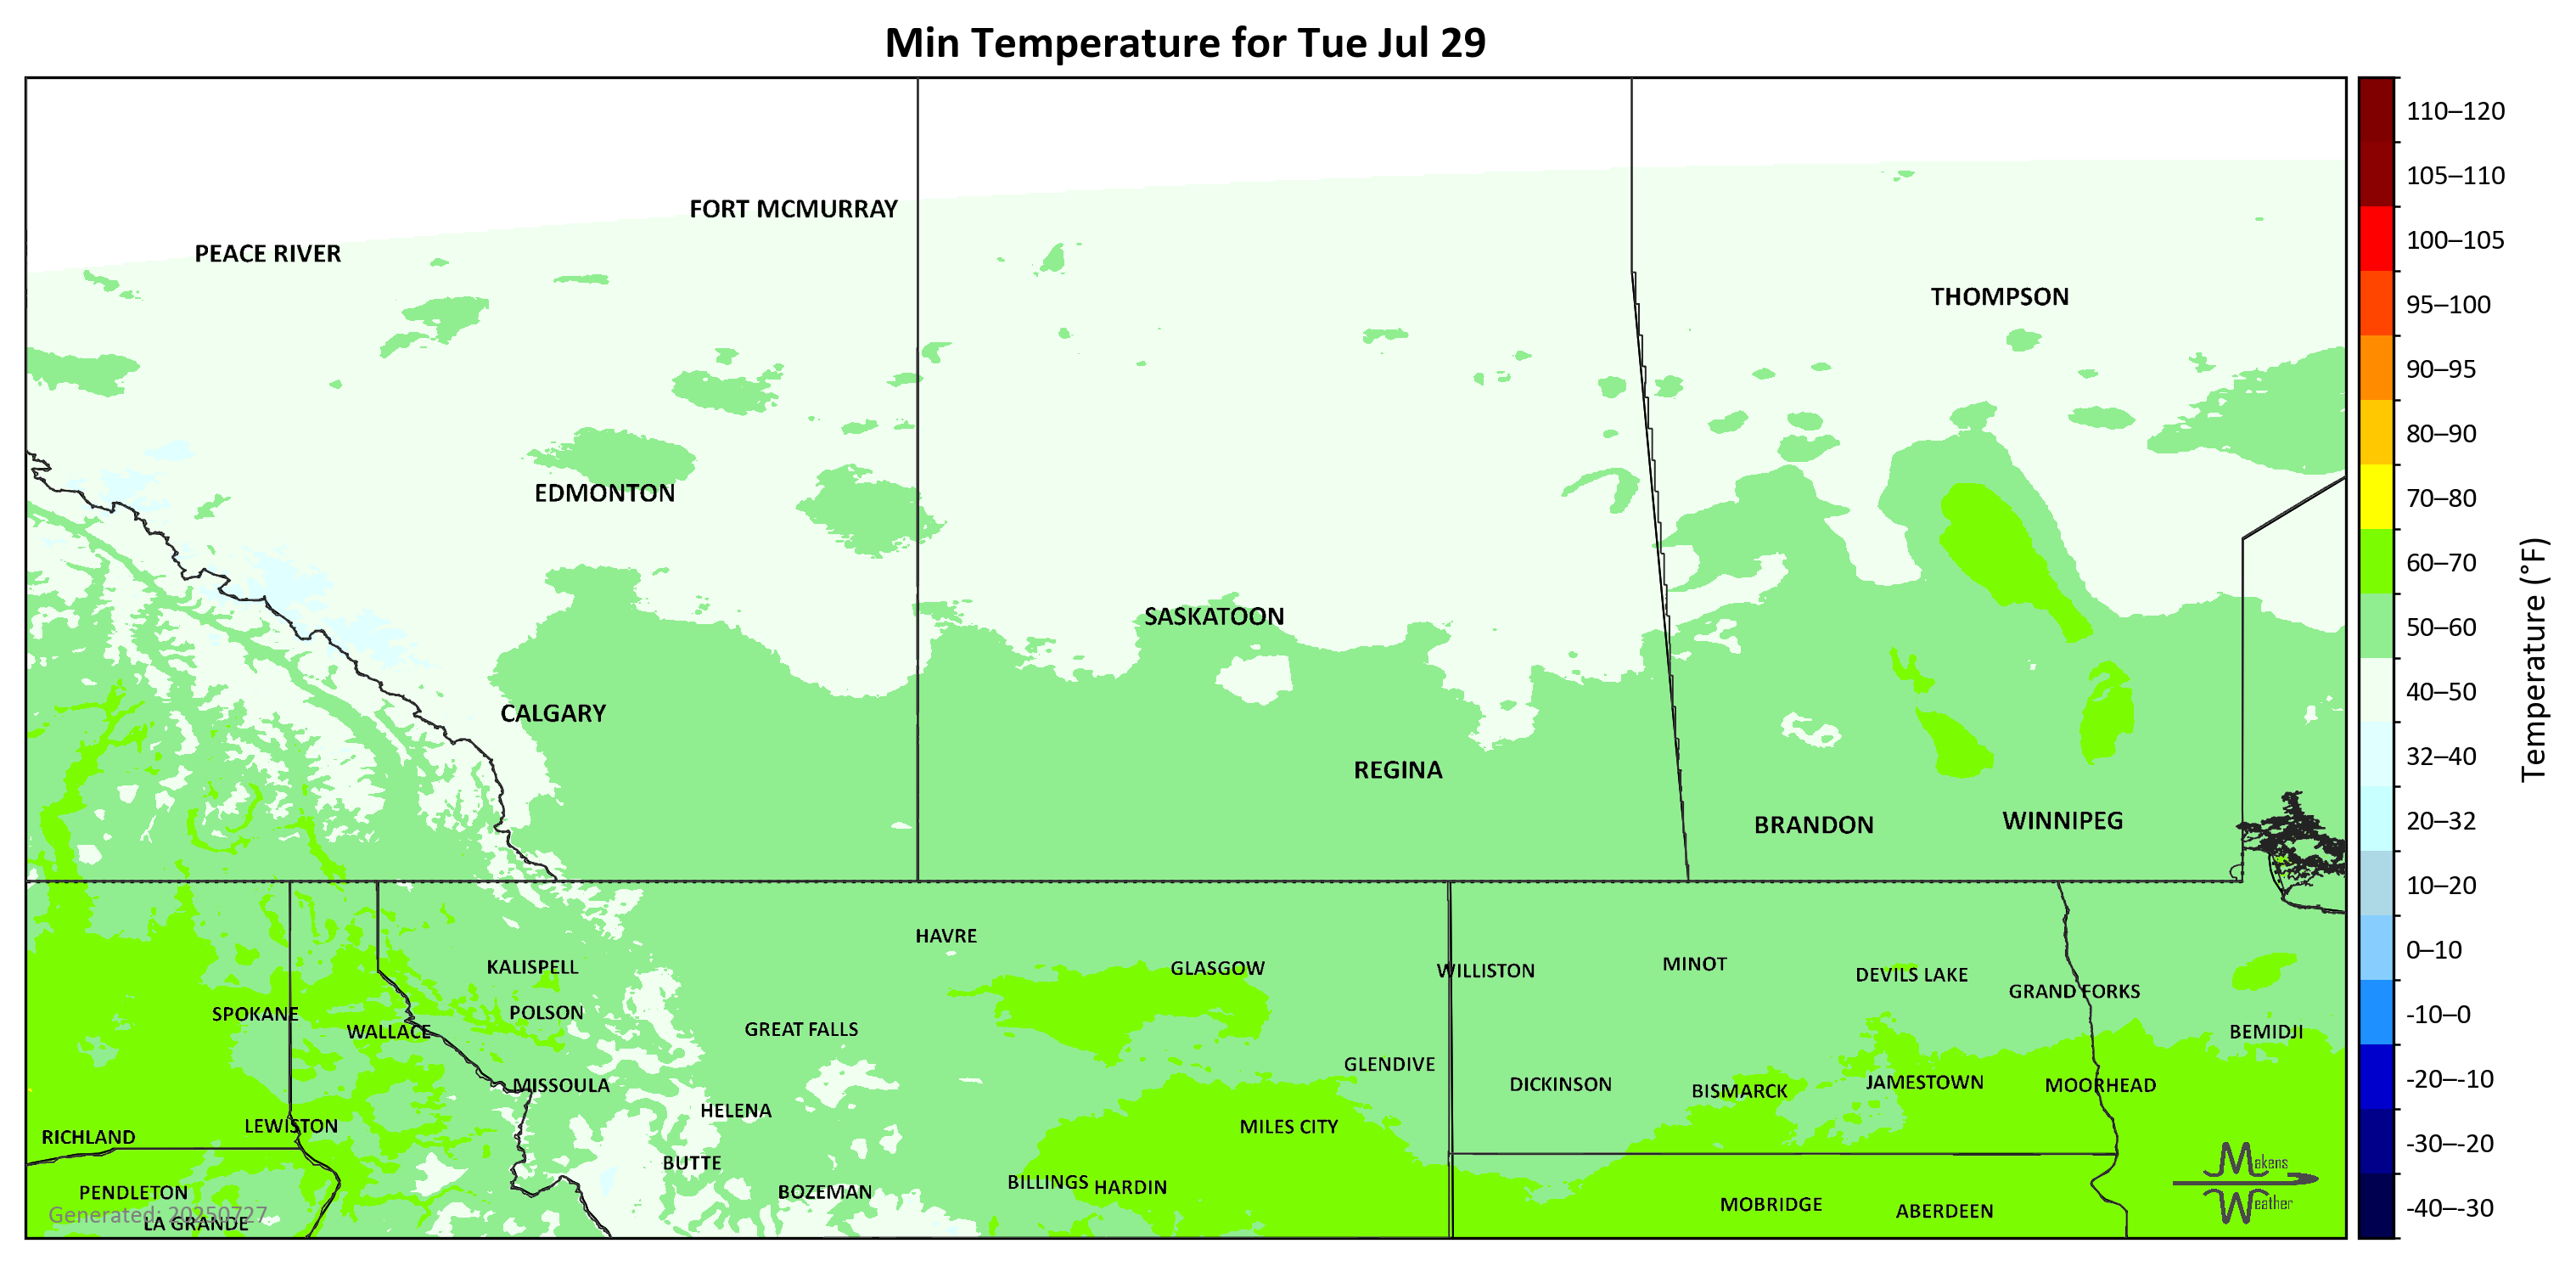 Min Temperature for Tue Jul 29
FORT MCMURRAY
PEACE RIVER
THOMPSON
EDMONTON
SASKATOON
CALGARY
REGINA
BRANDON
WINNIPEG
HAVRE
KALISPELL
GLASGOW
WILLISTON
MINOT
DEVILS LAKE
GRAND FORKS
SPOKANE
POLSON
WALLACE
GREAT FALLS
BEMIDJI
GLENDIVE
MISSOULA
DICKINSON
BISMARCK
JAMESTOWN
MOORHEAD
HELENA
LEWISTON
MILES CITY
RICHLAND
BUTTE
BILLINGS
HARDIN
PENDLETON
BOZEMAN
MOBRIDGE
ABERDEEN
Generated: 20250727
LA GRANDE
Makens
Weather
110–120
105–110
100–105
95–100
90–95
80–90
70–80
60–70
50–60
40–50
32–40
20–32
10–20
0–10
-10–0
-20–-10
-30–-20
-40–-30
Temperature (°F)